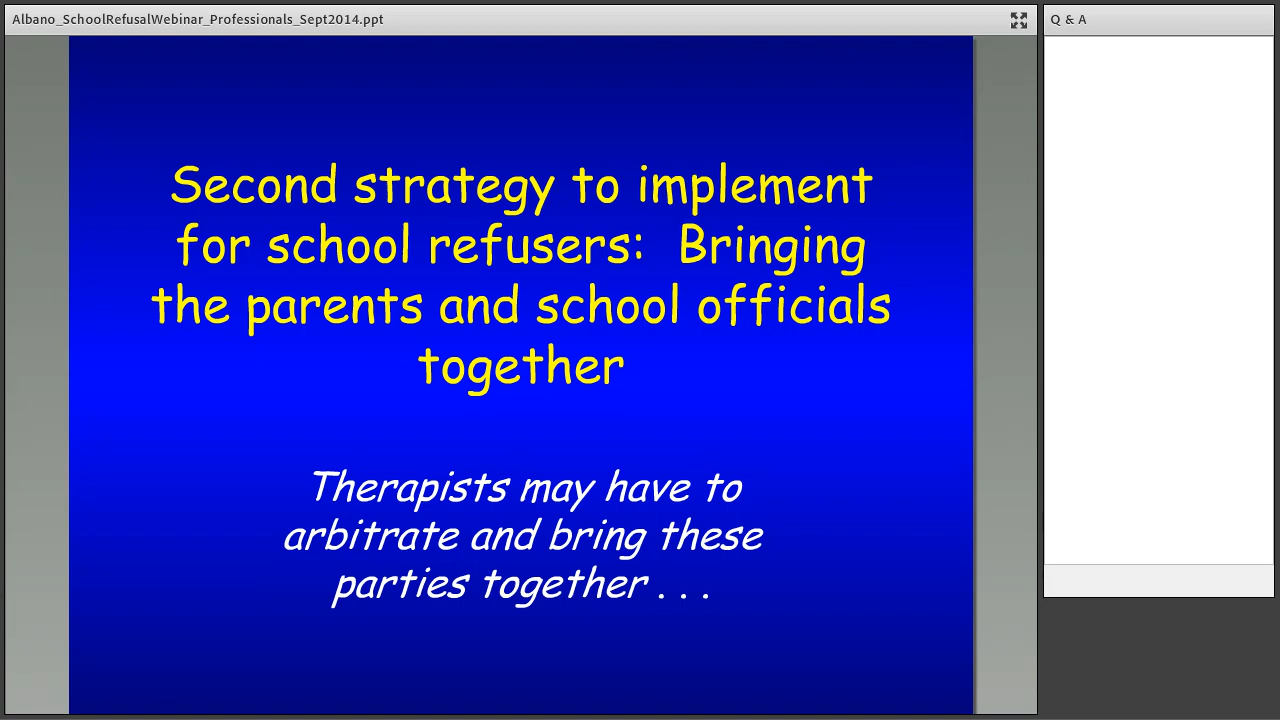 Albano_SchoolRefusalWebinar_Professionals_Sept2014.ppt
Q & A
Second strategy to implement
for school refusers:  Bringing
the parents and school officials
together
Therapists may have to
arbitrate and bring these
parties together . . .